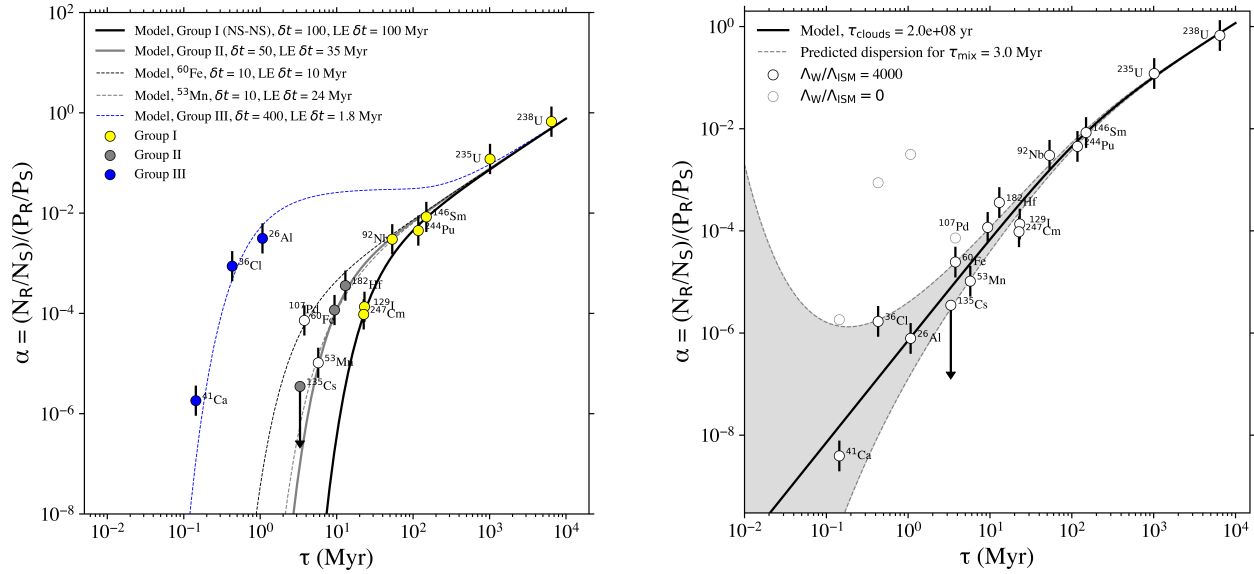 10²
10⁰
10⁻²
10⁻⁴
10⁻⁶
10⁻⁸
α = (N_R/N_S)/(P_R/P_S)
Model, Group I (NS-NS), δt = 100, LE δt = 100 Myr
Model, Group II, δt = 50, LE δt = 35 Myr
Model, ⁶⁰Fe, δt = 10, LE δt = 10 Myr
Model, ⁵³Mn, δt = 10, LE δt = 24 Myr
Model, Group III, δt = 400, LE δt = 1.8 Myr
Group I
Group II
Group III
²³⁸U
²³⁵U
¹⁴⁶Sm
²⁴⁴Pu
⁹²Nb
²⁶Al
³⁶Cl
¹⁸²Hf
¹⁰⁷Pd
⁶⁰Fe
¹²⁹I
²⁴⁷Cm
⁵³Mn
¹³⁵Cs
⁴¹Ca
10⁻² 10⁻¹ 10⁰ 10¹ 10² 10³ 10⁴
τ (Myr)
10⁰
10⁻²
10⁻⁴
10⁻⁶
10⁻⁸
α = (N_R/N_S)/(P_R/P_S)
Model, τ_clouds = 2.0e+08 yr
Predicted dispersion for τ_mix = 3.0 Myr
Λ_W/Λ_ISM = 4000
Λ_W/Λ_ISM = 0
²³⁸U
²³⁵U
¹⁴⁶Sm
²⁴⁴Pu
⁹²Nb
¹⁸²Hf
¹⁰⁷Pd
¹²⁹I
²⁴⁷Cm
⁶⁰Fe
⁵³Mn
¹³⁵Cs
³⁶Cl
²⁶Al
⁴¹Ca
10⁻² 10⁻¹ 10⁰ 10¹ 10² 10³ 10⁴
τ (Myr)